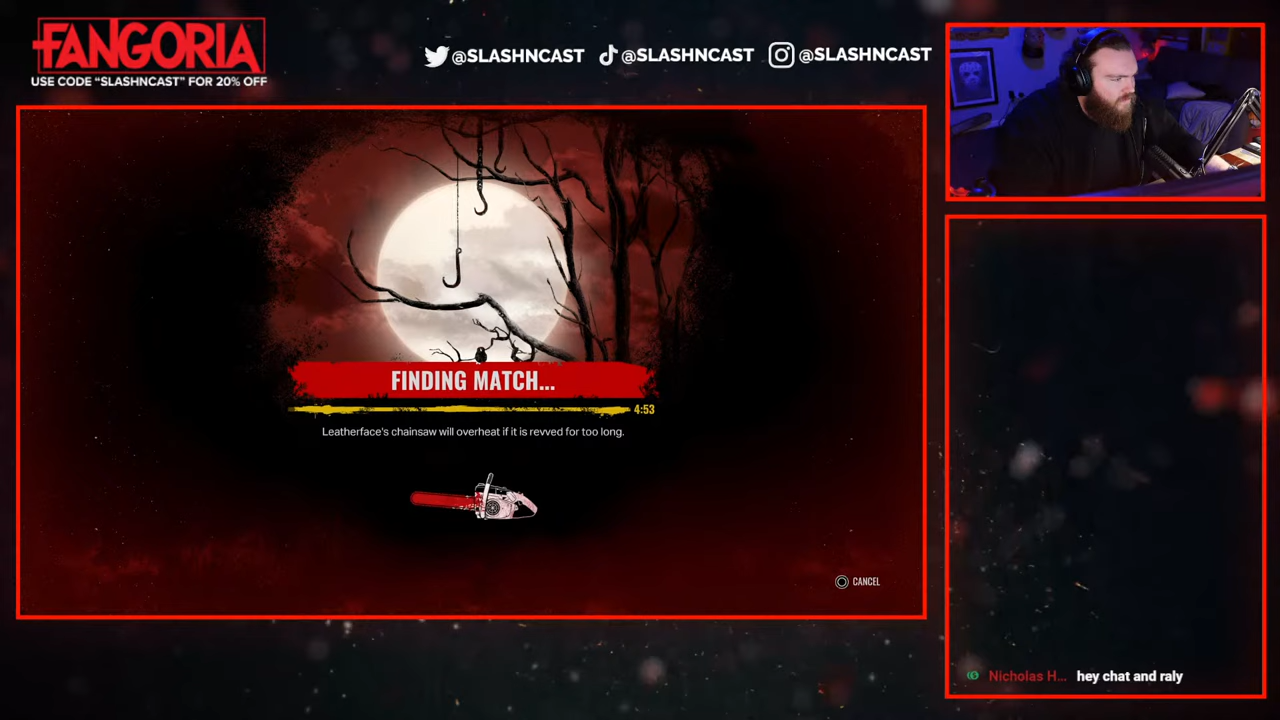 FANGORIA
USE CODE “SLASHNCAST” FOR 20% OFF
@SLASHNCAST @SLASHNCAST @SLASHNCAST
FINDING MATCH...
4:53
Leatherface's chainsaw will overheat if it is revved for too long.
CANCEL
Nicholas H... hey chat and raly